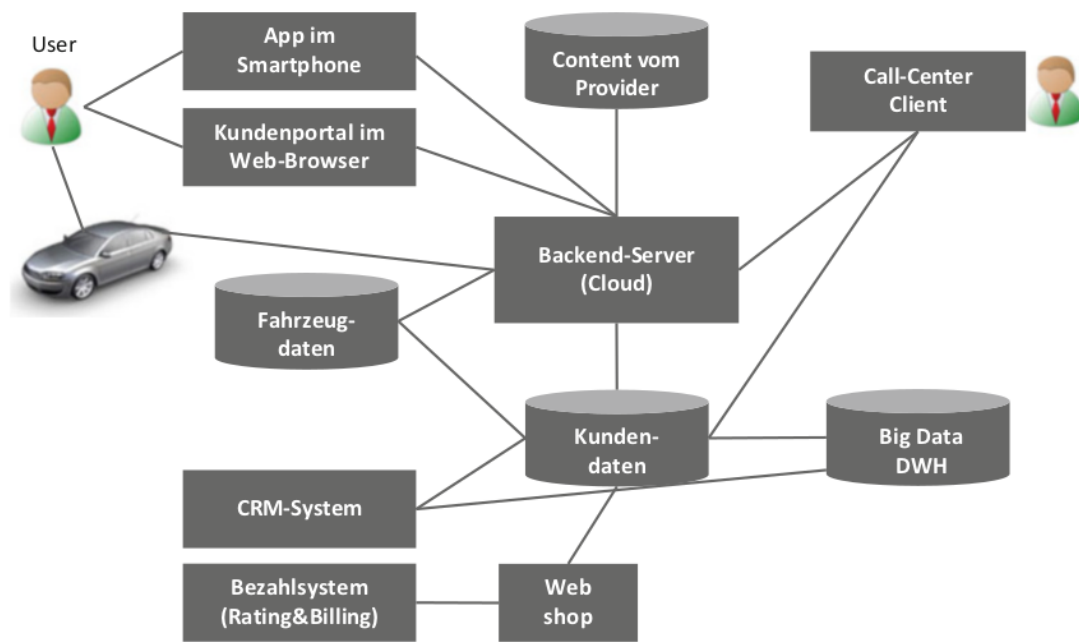 User
App im
Smartphone
Content vom
Provider
Call-Center
Client
Kundenportal im
Web-Browser
Backend-Server
(Cloud)
Fahrzeug-
daten
Kunden-
daten
Big Data
DWH
CRM-System
Bezahlsystem
(Rating&Billing)
Web
shop